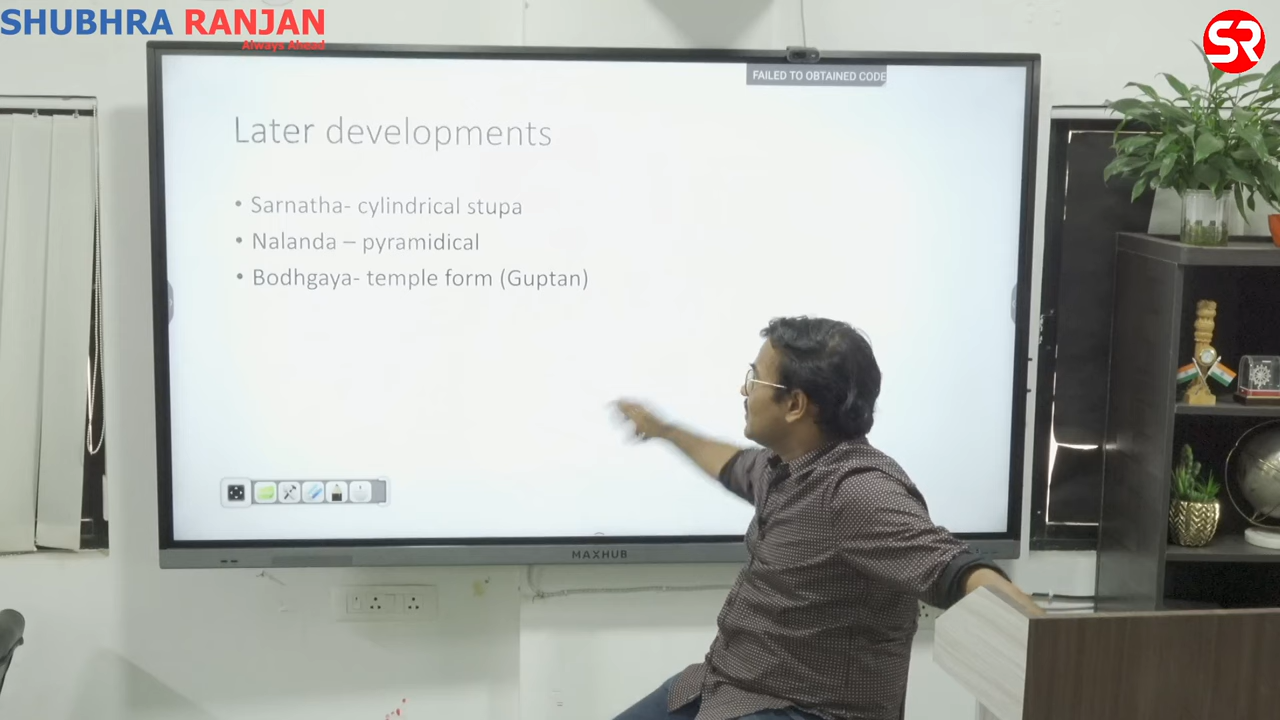 SHUBHRA RANJAN
Always Ahead
SR
FAILED TO OBTAINED CODE
Later developments
• Sarnatha- cylindrical stupa
• Nalanda – pyramidical
• Bodhgaya- temple form (Guptan)
MAXHUB